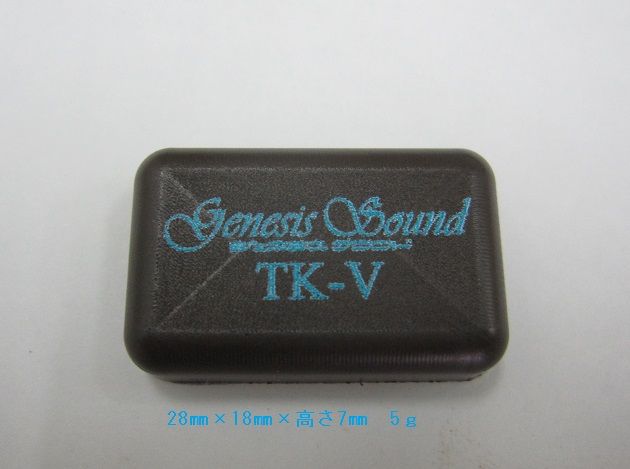 Genesis Sound
TK-V
28mm×18mm×高さ7mm　5g